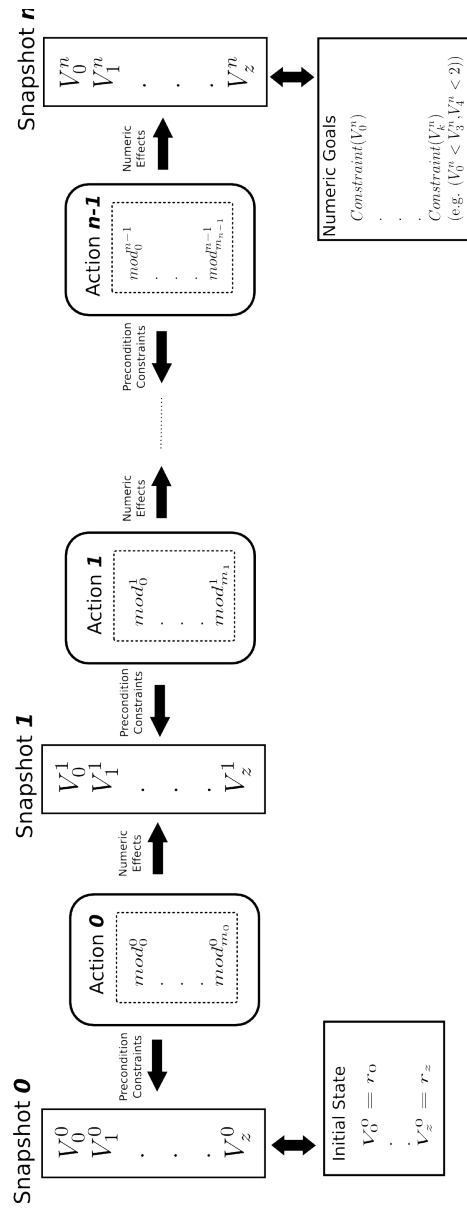 Snapshot 0
V_0^0
V_1^0
.
.
.
V_z^0
Initial State
V_0^0 = r_0
.
.
V_z^0 = r_z
Precondition
Constraints
Action 0
mod_0^0
.
.
.
mod_{m_0}^0
Numeric
Effects
Snapshot 1
V_0^1
V_1^1
.
.
.
V_z^1
Precondition
Constraints
Action 1
mod_0^1
.
.
.
mod_{m_1}^1
Numeric
Effects
............
Precondition
Constraints
Action n-1
mod_0^{m-1}
.
.
.
mod_{m_{n-1}}^{m-1}
Numeric
Effects
Snapshot n
V_0^n
V_1^n
.
.
.
V_z^n
Numeric Goals
Constraint(V_0^n)
.
.
.
Constraint(V_k^n)
(e.g. (V_0^n < V_3^n, V_4^n < 2))